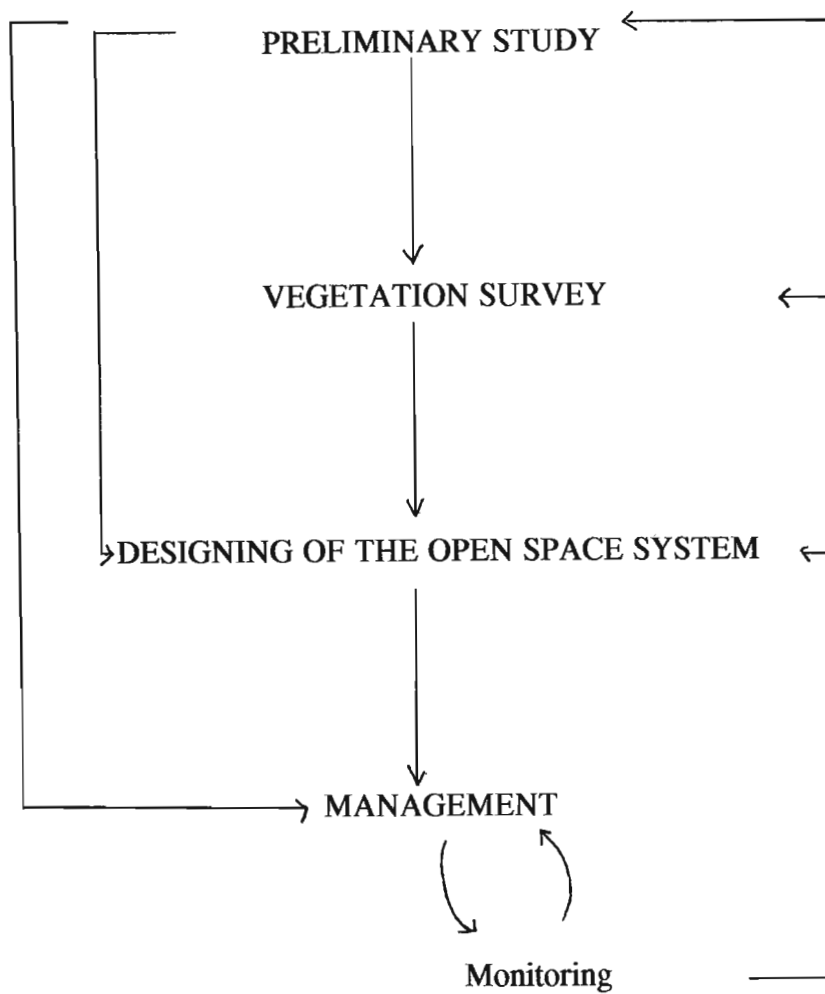 PRELIMINARY STUDY
VEGETATION SURVEY
DESIGNING OF THE OPEN SPACE SYSTEM
MANAGEMENT
Monitoring